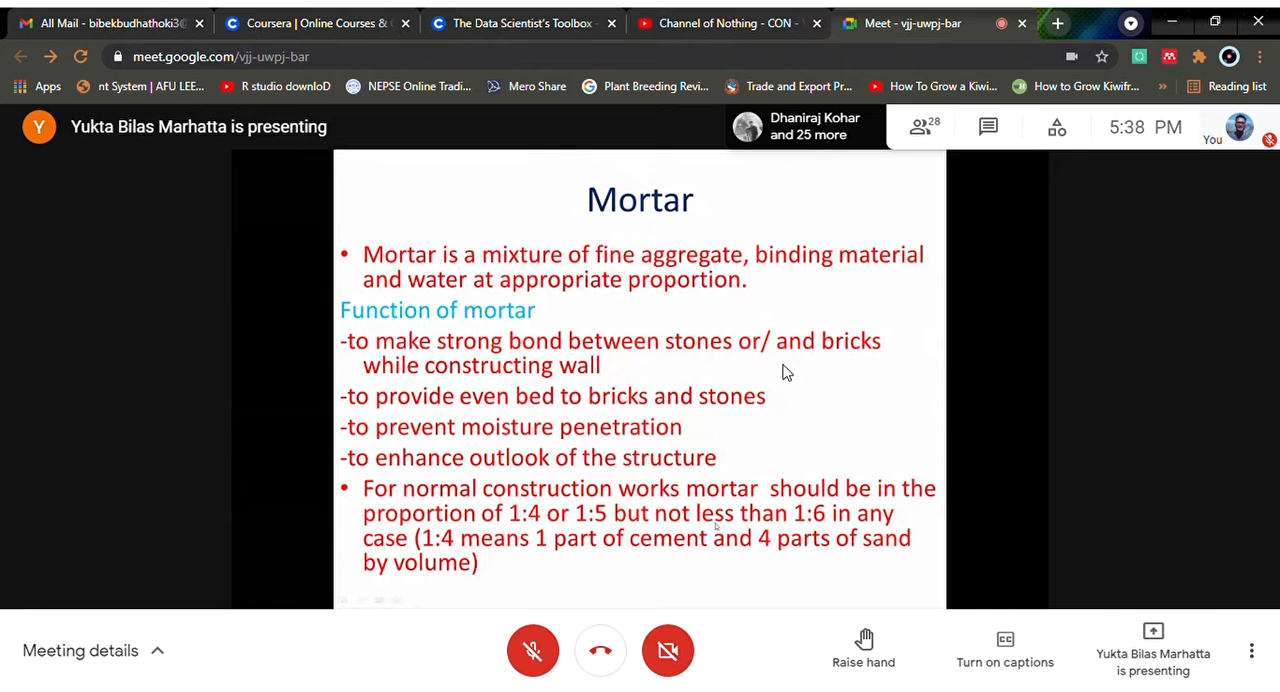 All Mail - bibekbudhathoki3@
Coursera | Online Courses &
The Data Scientist's Toolbox -
Channel of Nothing - CON -
Meet - vjj-uwpj-bar
meet.google.com/vjj-uwpj-bar
Apps
nt System | AFU LEE...
R studio downloD
NEPSE Online Tradi...
Mero Share
Plant Breeding Revi...
Trade and Export Pr...
How To Grow a Kiwi...
How to Grow Kiwifr...
»
Reading list
Y
Yukta Bilas Marhatta is presenting
Dhaniraj Kohar
and 25 more
28
5:38 PM
You
Mortar
• Mortar is a mixture of fine aggregate, binding material
and water at appropriate proportion.
Function of mortar
-to make strong bond between stones or/ and bricks
while constructing wall
-to provide even bed to bricks and stones
-to prevent moisture penetration
-to enhance outlook of the structure
• For normal construction works mortar should be in the
proportion of 1:4 or 1:5 but not less than 1:6 in any
case (1:4 means 1 part of cement and 4 parts of sand
by volume)
Meeting details
Raise hand
Turn on captions
Yukta Bilas Marhatta
is presenting